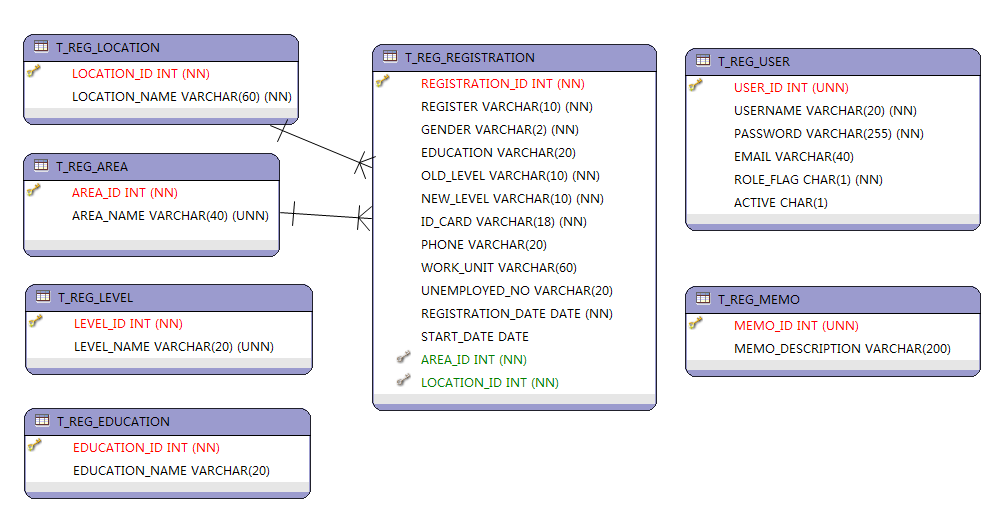 T_REG_LOCATION
LOCATION_ID INT (NN)
LOCATION_NAME VARCHAR(60) (NN)
T_REG_AREA
AREA_ID INT (NN)
AREA_NAME VARCHAR(40) (UNN)
T_REG_LEVEL
LEVEL_ID INT (NN)
LEVEL_NAME VARCHAR(20) (UNN)
T_REG_EDUCATION
EDUCATION_ID INT (NN)
EDUCATION_NAME VARCHAR(20)
T_REG_REGISTRATION
REGISTRATION_ID INT (NN)
REGISTER VARCHAR(10) (NN)
GENDER VARCHAR(2) (NN)
EDUCATION VARCHAR(20)
OLD_LEVEL VARCHAR(10) (NN)
NEW_LEVEL VARCHAR(10) (NN)
ID_CARD VARCHAR(18) (NN)
PHONE VARCHAR(20)
WORK_UNIT VARCHAR(60)
UNEMPLOYED_NO VARCHAR(20)
REGISTRATION_DATE DATE (NN)
START_DATE DATE
AREA_ID INT (NN)
LOCATION_ID INT (NN)
T_REG_USER
USER_ID INT (UNN)
USERNAME VARCHAR(20) (NN)
PASSWORD VARCHAR(255) (NN)
EMAIL VARCHAR(40)
ROLE_FLAG CHAR(1) (NN)
ACTIVE CHAR(1)
T_REG_MEMO
MEMO_ID INT (UNN)
MEMO_DESCRIPTION VARCHAR(200)